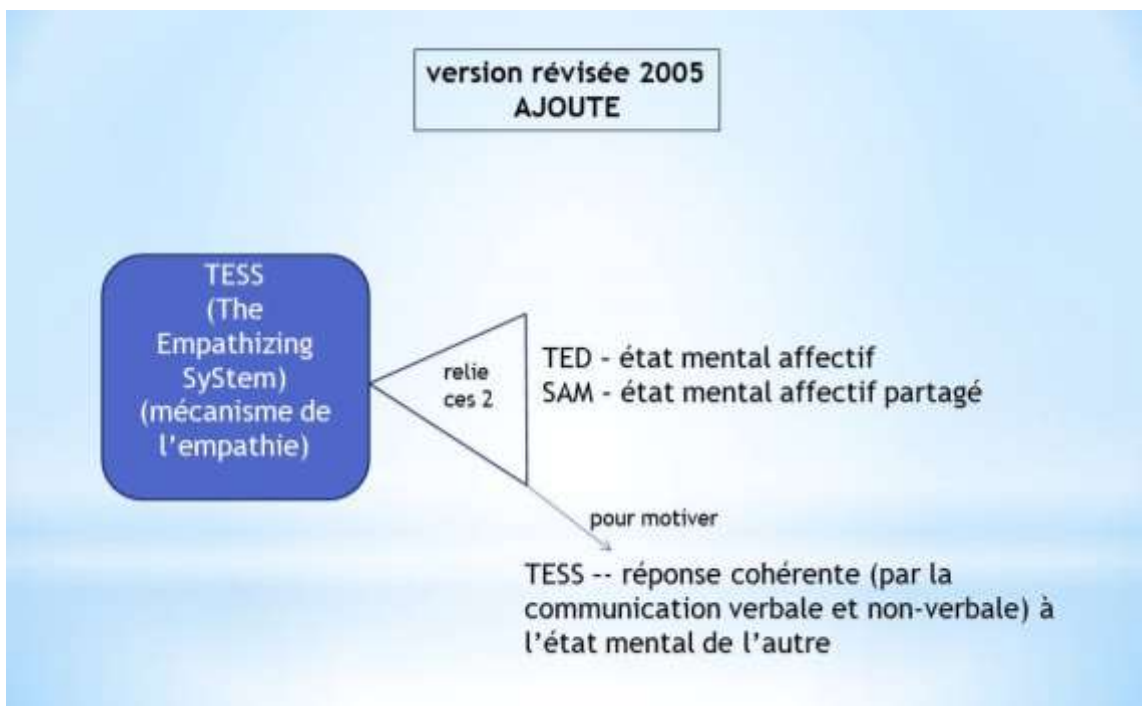 version révisée 2005
AJOUTE
TESS
(The
Empathizing
SyStem)
(mécanisme de
l'empathie)
relie
ces 2
TED - état mental affectif
SAM - état mental affectif partagé
pour motiver
TESS -- réponse cohérente (par la
communication verbale et non-verbale) à
l'état mental de l'autre